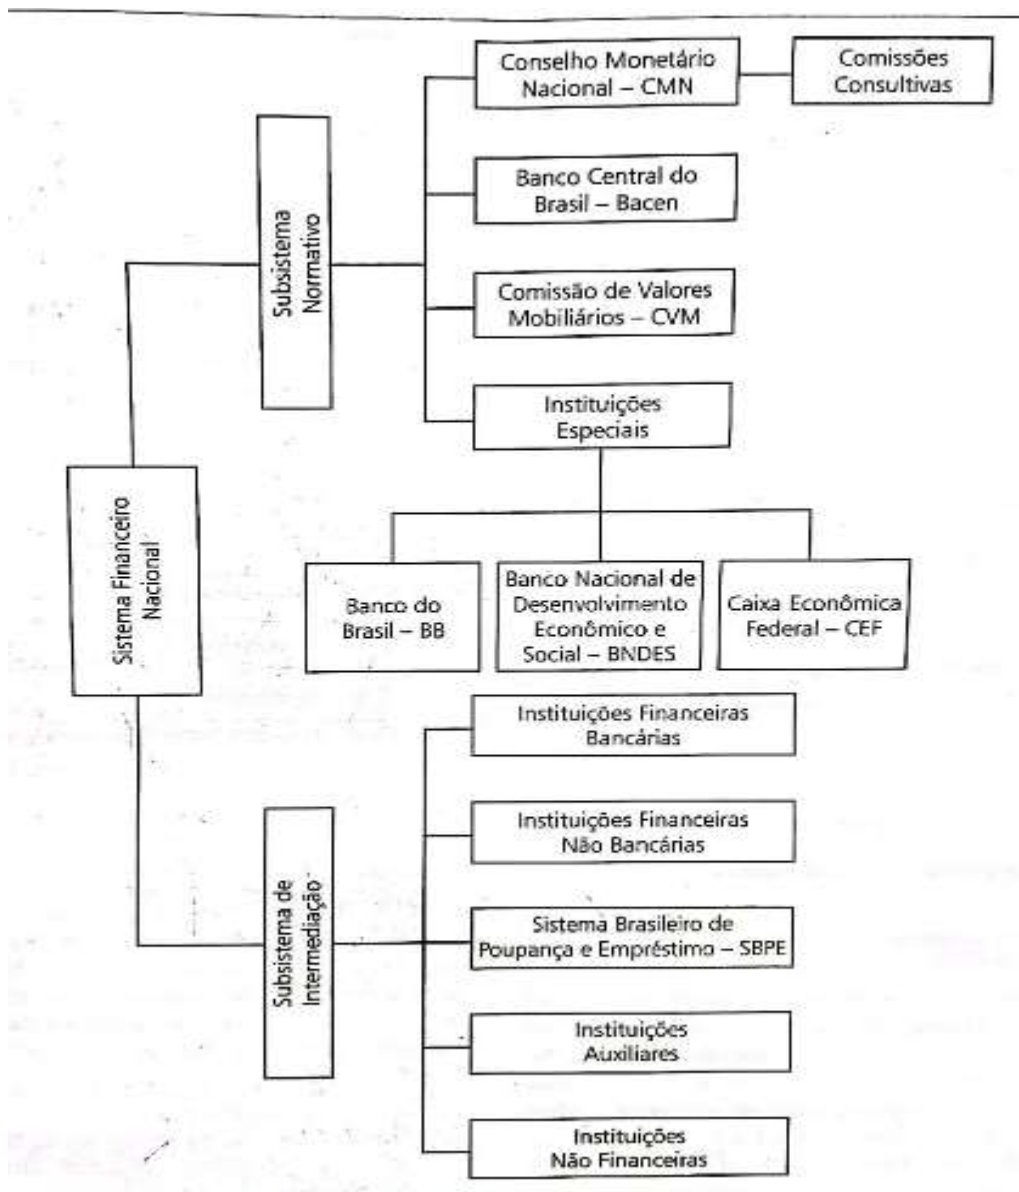 Conselho Monetário
Nacional – CMN
Comissões
Consultivas
Subsistema
Normativo
Banco Central do
Brasil – Bacen
Comissão de Valores
Mobiliários – CVM
Instituições
Especiais
Sistema Financeiro
Nacional
Banco do
Brasil – BB
Banco Nacional de
Desenvolvimento
Econômico e
Social – BNDES
Caixa Econômica
Federal – CEF
Instituições Financeiras
Bancárias
Instituições Financeiras
Não Bancárias
Subsistema de
Intermediação
Sistema Brasileiro de
Poupança e Empréstimo – SBPE
Instituições
Auxiliares
Instituições
Não Financeiras